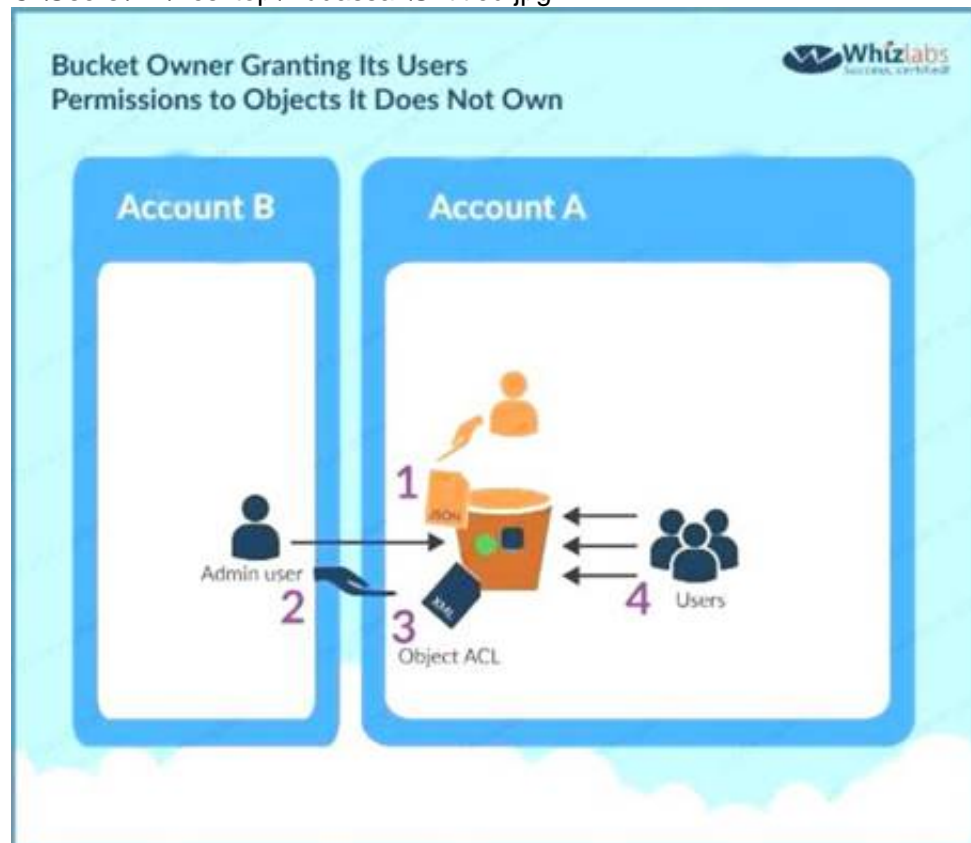 Bucket Owner Granting Its Users
Permissions to Objects It Does Not Own
Whizlabs
Account B
Account A
1
JSON
Admin user
2
3
XML
Object ACL
4
Users